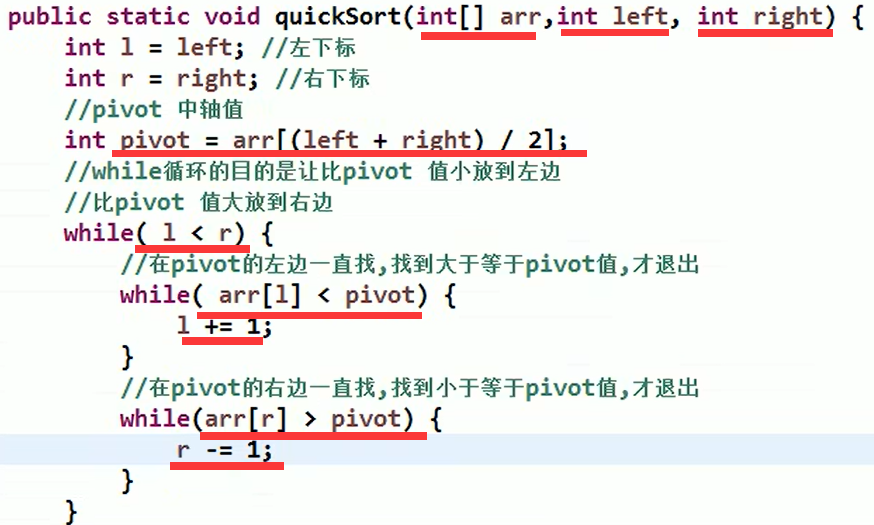 public static void quickSort(int[] arr,int left, int right) {
int l = left; //左下标
int r = right; //右下标
//pivot 中轴值
int pivot = arr[(left + right) / 2];
//while循环的目的是让比pivot 值小放到左边
//比pivot 值大放到右边
while( l < r) {
//在pivot的左边一直找,找到大于等于pivot值,才退出
while( arr[l] < pivot) {
l += 1;
}
//在pivot的右边一直找,找到小于等于pivot值,才退出
while(arr[r] > pivot) {
r -= 1;
}
}